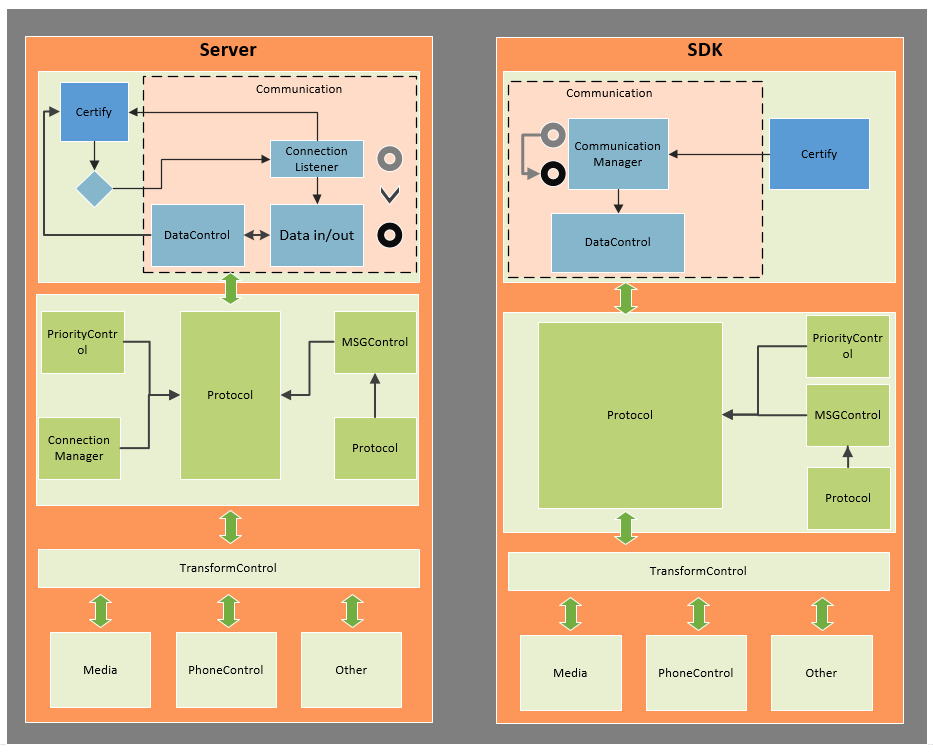 Server
Communication
Certify
Connection
Listener
DataControl
Data in/out
PriorityContr
ol
Protocol
MSGControl
Connection
Manager
Protocol
TransformControl
Media
PhoneControl
Other
SDK
Communication
Communication
Manager
Certify
DataControl
PriorityContr
ol
Protocol
MSGControl
Protocol
TransformControl
Media
PhoneControl
Other